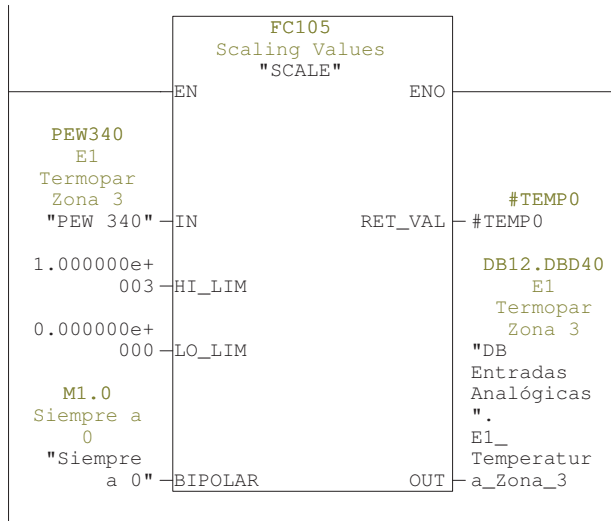 FC105
Scaling Values
"SCALE"
EN
ENO
PEW340
E1
Termopar
Zona 3
"PEW 340"
IN
RET_VAL
#TEMP0
#TEMP0
1.000000e+
003
HI_LIM
0.000000e+
000
LO_LIM
M1.0
Siempre a
0
"Siempre
a 0"
BIPOLAR
OUT
DB12.DBD40
E1
Termopar
Zona 3
"DB
Entradas
Analógicas
".
E1_
Temperatur
a_Zona_3